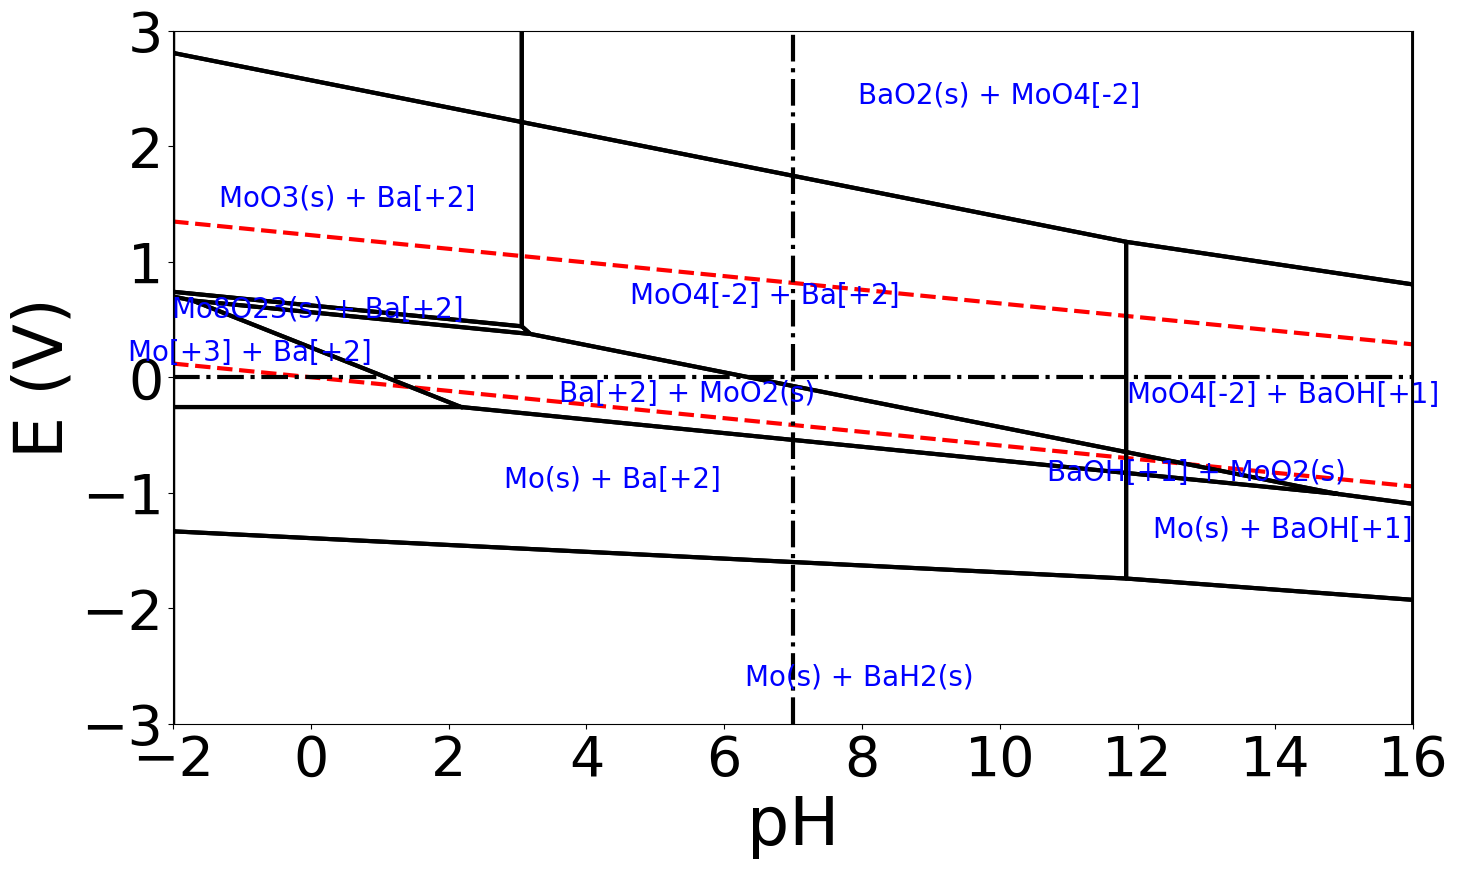 3
BaO2(s) + MoO4[-2]
2
MoO3(s) + Ba[+2]
1
MoO4[-2] + Ba[+2]
Mo8O23(s) + Ba[+2]
Mo[+3] + Ba[+2]
0
Ba[+2] + MoO2(s)
MoO4[-2] + BaOH[+1]
E (V)
BaOH[+1] + MoO2(s)
Mo(s) + Ba[+2]
−1
Mo(s) + BaOH[+1]
−2
Mo(s) + BaH2(s)
−3
−2 0 2 4 6 8 10 12 14 16
pH